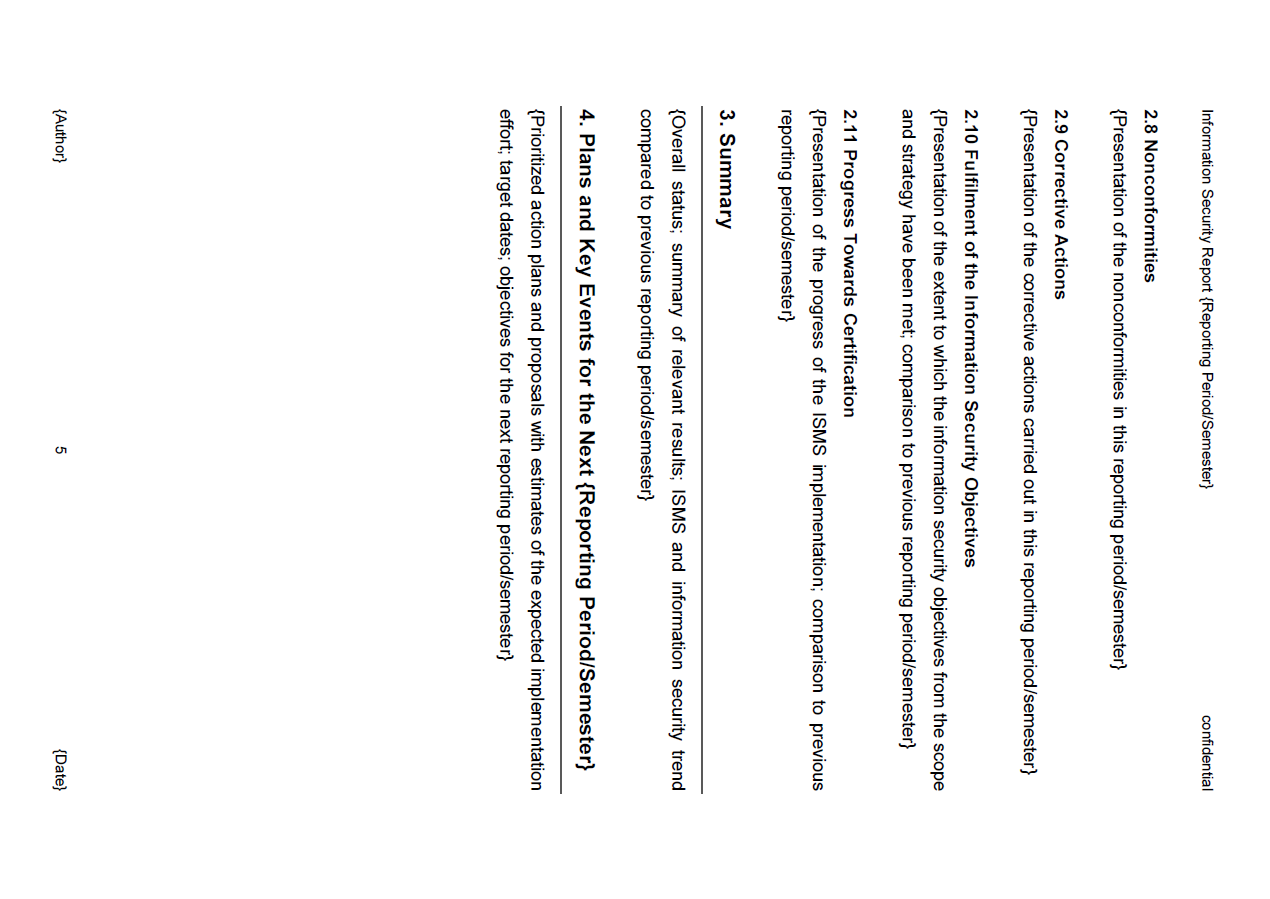 Information Security Report {Reporting Period/Semester} confidential
2.8 Nonconformities
{Presentation of the nonconformities in this reporting period/semester}
2.9 Corrective Actions
{Presentation of the corrective actions carried out in this reporting period/semester}
2.10 Fulfilment of the Information Security Objectives
{Presentation of the extent to which the information security objectives from the scope
and strategy have been met; comparison to previous reporting period/semester}
2.11 Progress Towards Certification
{Presentation of the progress of the ISMS implementation; comparison to previous
reporting period/semester}
3. Summary
{Overall status; summary of relevant results; ISMS and information security trend
compared to previous reporting period/semester}
4. Plans and Key Events for the Next {Reporting Period/Semester}
{Prioritized action plans and proposals with estimates of the expected implementation
effort; target dates; objectives for the next reporting period/semester}
{Author} 5 {Date}